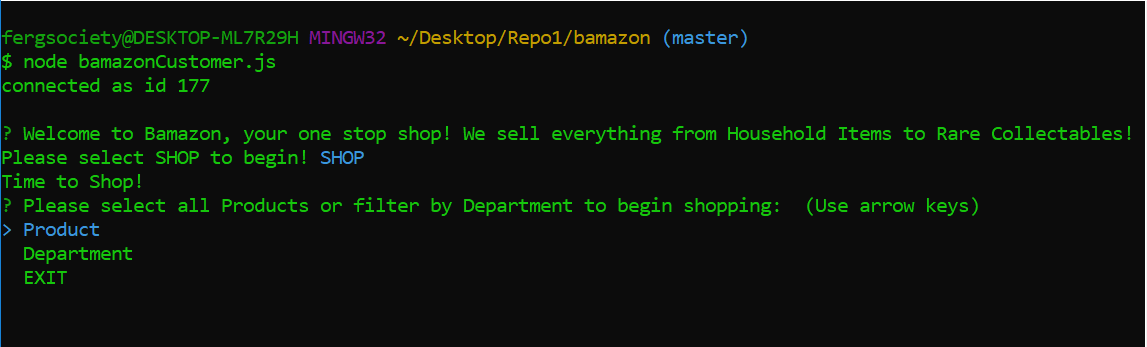 fergsociety@DESKTOP-ML7R29H MINGW32 ~/Desktop/Repo1/bamazon (master)
$ node bamazonCustomer.js
connected as id 177
? Welcome to Bamazon, your one stop shop! We sell everything from Household Items to Rare Collectables!
Please select SHOP to begin! SHOP
Time to Shop!
? Please select all Products or filter by Department to begin shopping:  (Use arrow keys)
> Product
  Department
  EXIT